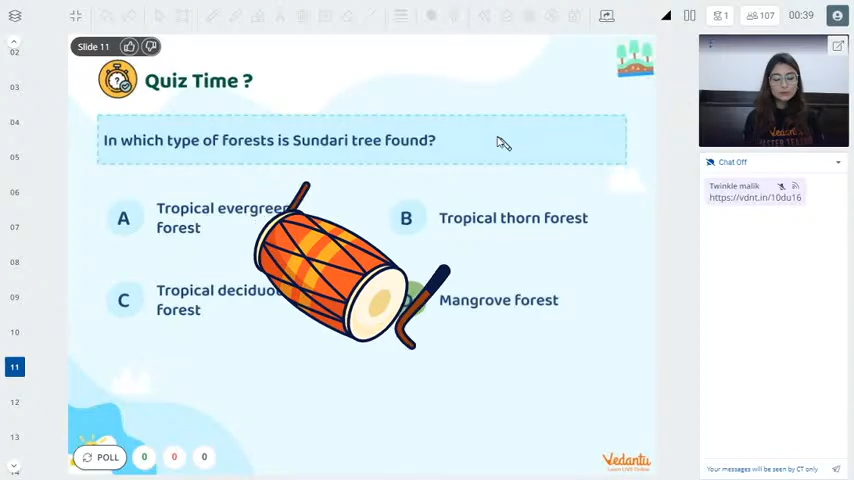 1
107
00:39
02
03
04
05
06
07
08
09
10
11
12
13
Slide 11
Quiz Time ?
In which type of forests is Sundari tree found?
A
Tropical evergreen
forest
B
Tropical thorn forest
C
Tropical
forest
Mangrove forest
POLL
0
0
0
Vedantu
Learn LIVE Online
Chat Off
Twinkle malik
https://vdnt.in/10du16
Your messages will be seen by CT only